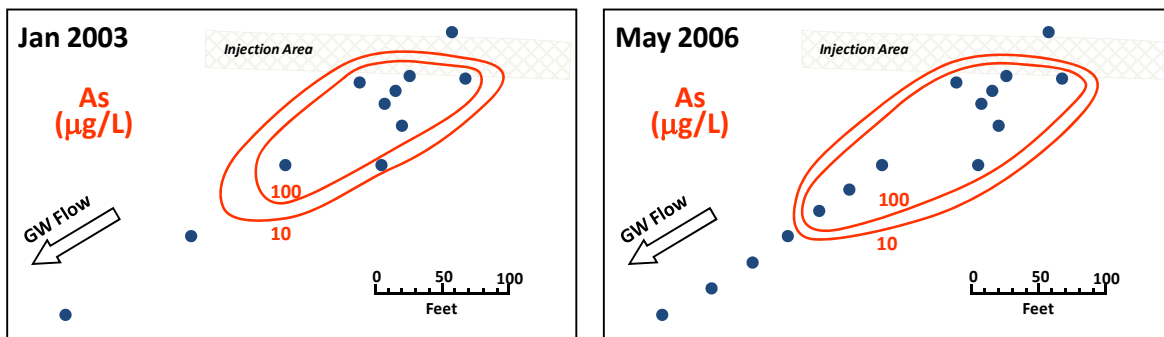 Jan 2003
Injection Area
As
(µg/L)
100
10
GW Flow
0 50 100
Feet
May 2006
Injection Area
As
(µg/L)
100
10
GW Flow
0 50 100
Feet